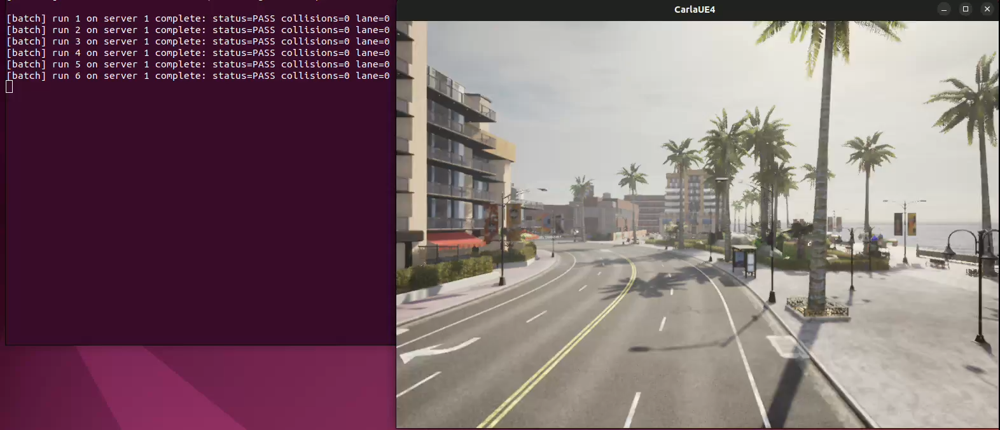 CarlaUE4
[batch] run 1 on server 1 complete: status=PASS collisions=0 lane=0
[batch] run 2 on server 1 complete: status=PASS collisions=0 lane=0
[batch] run 3 on server 1 complete: status=PASS collisions=0 lane=0
[batch] run 4 on server 1 complete: status=PASS collisions=0 lane=0
[batch] run 5 on server 1 complete: status=PASS collisions=0 lane=0
[batch] run 6 on server 1 complete: status=PASS collisions=0 lane=0